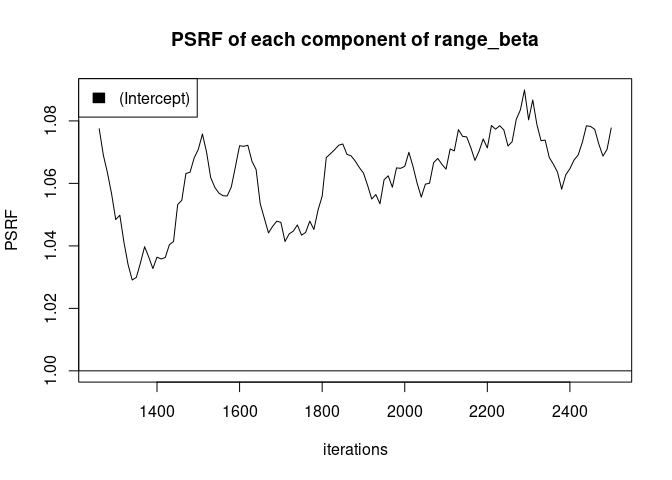 PSRF of each component of range_beta
(Intercept)
PSRF
1.08
1.06
1.04
1.02
1.00
1400 1600 1800 2000 2200 2400
iterations